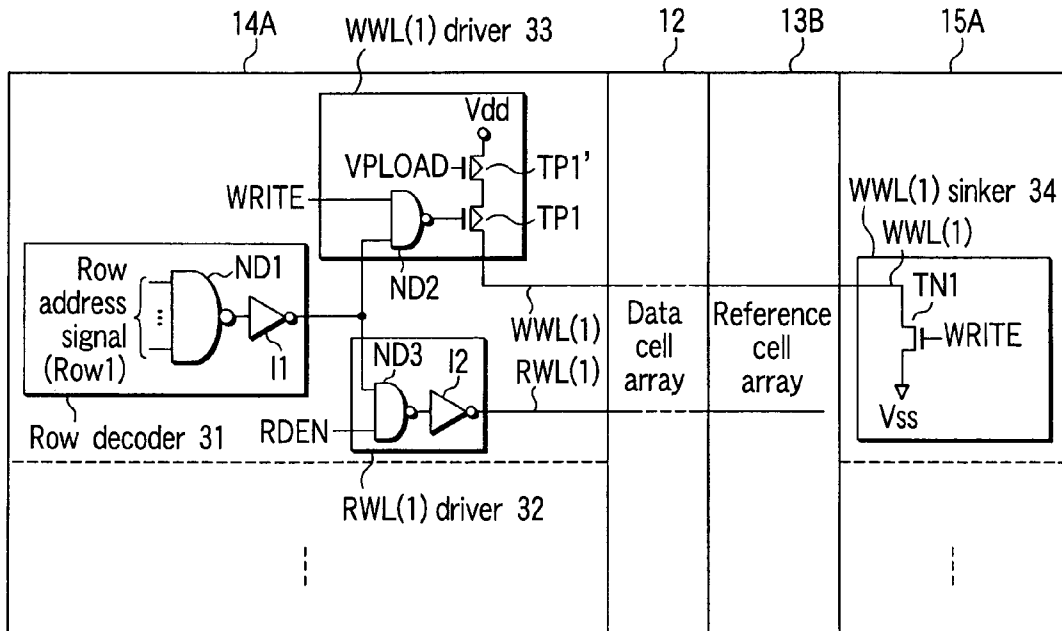 14A
12
13B
15A
WWL(1) driver 33
Vdd
VPLOAD
TP1'
WRITE
TP1
WWL(1) sinker 34
WWL(1)
ND2
Row
address
signal
(Row1)
ND1
I1
TN1
WRITE
Vss
WWL(1)
RWL(1)
Data
cell
array
Reference
cell
array
ND3
I2
RDEN
Row decoder 31
RWL(1) driver 32